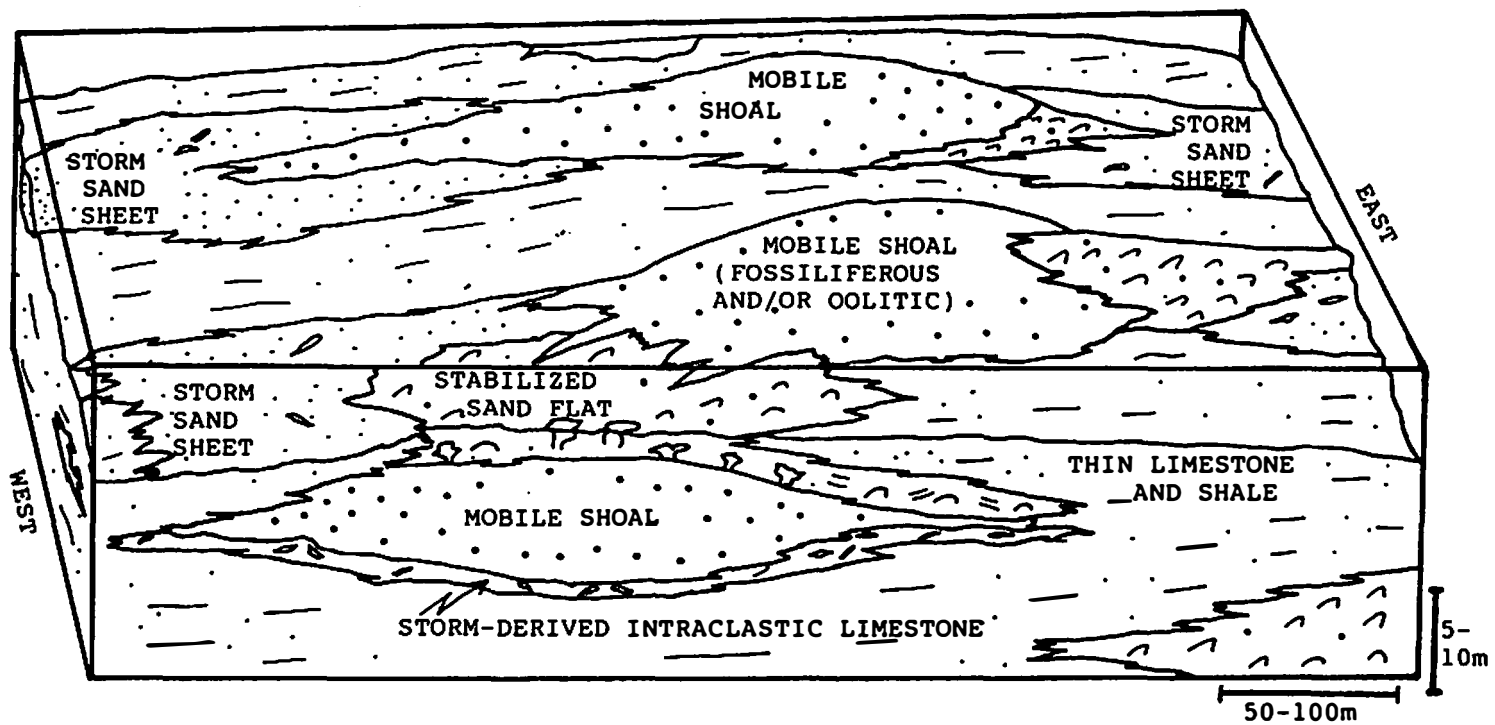 MOBILE
SHOAL
STORM
SAND
SHEET
STORM
SAND
SHEET
EAST
MOBILE SHOAL
(FOSSILIFEROUS
AND/OR OOLITIC)
STABILIZED
SAND FLAT
STORM
SAND
SHEET
THIN LIMESTONE
AND SHALE
WEST
MOBILE SHOAL
STORM-DERIVED INTRACLASTIC LIMESTONE
5-
10m
50-100m